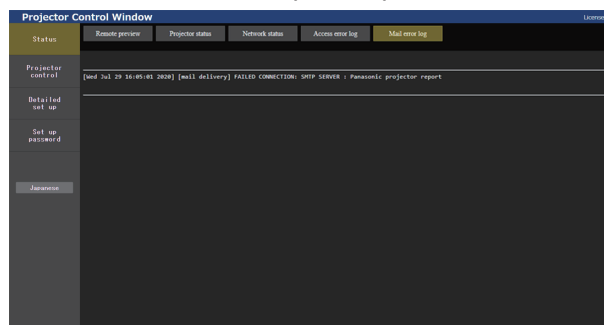 Projector Control Window
License
Status
Remote preview
Projector status
Network status
Access error log
Mail error log
Projector
control
[Wed Jul 29 16:05:01 2020] [mail delivery] FAILED CONNECTION: SMTP SERVER : Panasonic projector report
Detailed
set up
Set up
password
Japanese